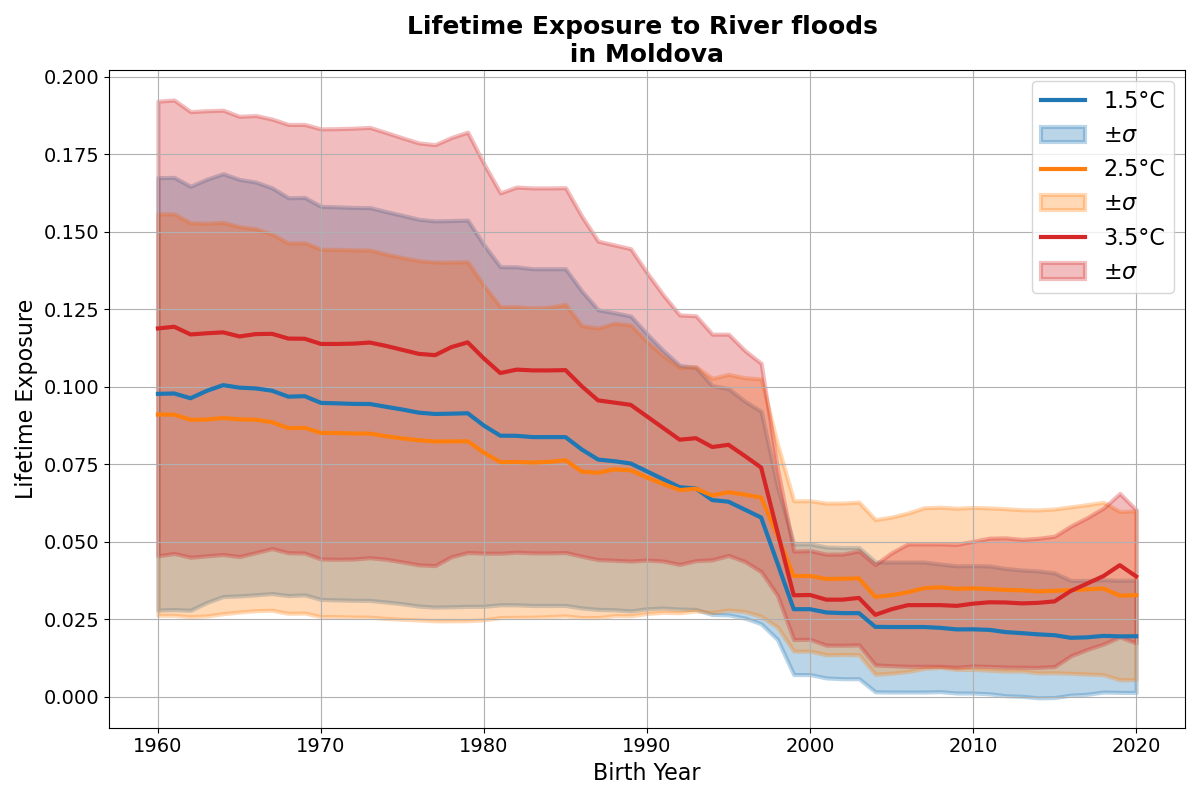 Lifetime Exposure to River floods
in Moldova
0.200
0.175
0.150
0.125
0.100
0.075
0.050
0.025
0.000
Lifetime Exposure
1.5°C
±σ
2.5°C
±σ
3.5°C
±σ
1960
1970
1980
1990
2000
2010
2020
Birth Year